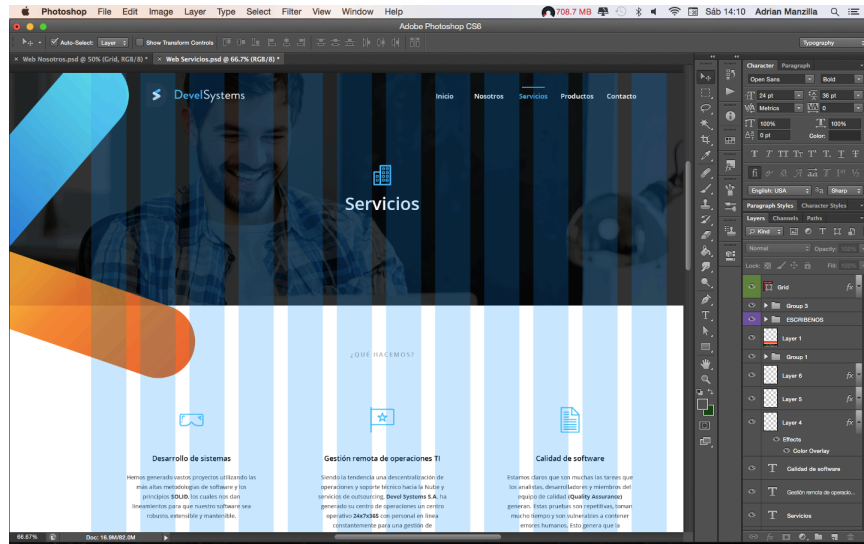 Photoshop File Edit Image Layer Type Select Filter View Window Help 708.7 MB Sáb 14:10 Adrian Manzilla
Adobe Photoshop CS6
Auto-Select: Layer Show Transform Controls Typography
× Web Nosotros.psd @ 50% (Grid, RGB/8) * × Web Servicios.psd @ 66.7% (RGB/8) *
DevelSystems Inicio Nosotros Servicios Productos Contacto
Servicios
¿QUÉ HACEMOS?
Desarrollo de sistemas
Hemos generado vastos proyectos utilizando las
más altas metodologías de software y los
principios SOLID, los cuales nos dan
lineamientos para que nuestro software sea
robusto, extensible y mantenible.
Gestión remota de operaciones TI
Siendo la tendencia una descentralización de
operaciones y soporte técnico hacia la Nube y
servicios de outsourcing, Devel Systems S.A. ha
generado su centro de operaciones un centro
operativo 24x7x365 con personal en línea
constantemente para una gestión de
Calidad de software
Estamos claros que son muchas las tareas que
los analistas, desarrolladores y miembros del
equipo de calidad (Quality Assurance)
generan. Estas pruebas son repetitivas, toman
mucho tiempo y son vulnerables a contener
errores humanos. Esto genera que la
66.67% Doc: 16.9M/82.0M
Character Paragraph
Open Sans Bold
24 pt 36 pt
Metrics 0
100% 100%
0 pt Color:
English: USA Sharp
Paragraph Styles Character Styles
Layers Channels Paths
Kind
Normal Opacity: 100%
Lock: Fill: 100%
Grid fx
Group 3
ESCRIBENOS
Layer 1
Group 1
Layer 6 fx
Layer 5 fx
Layer 4 fx
Effects
Color Overlay
Calidad de software
Gestión remota de operacio...
Servicios